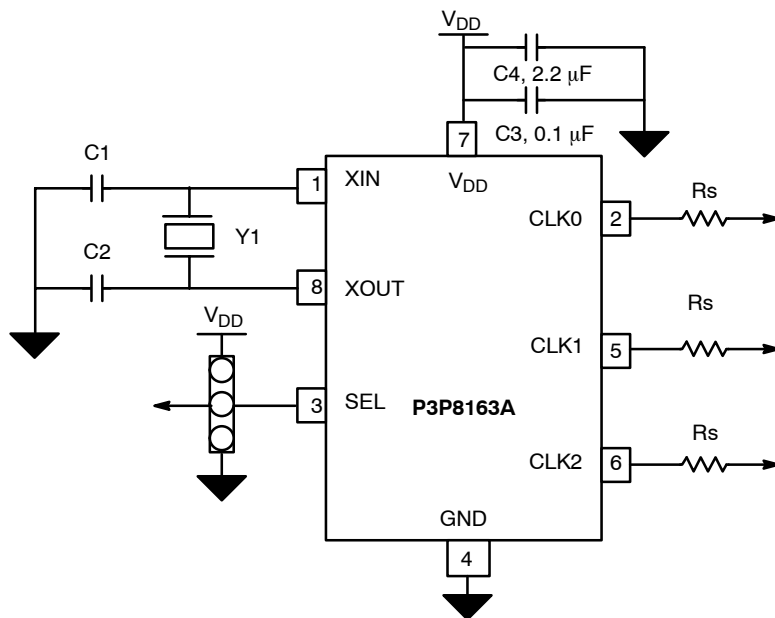 VDD
C4, 2.2 μF
C3, 0.1 μF
7
VDD
C1
1
XIN
Y1
C2
8
XOUT
VDD
3
SEL
P3P8163A
CLK0
2
Rs
CLK1
5
Rs
CLK2
6
Rs
GND
4